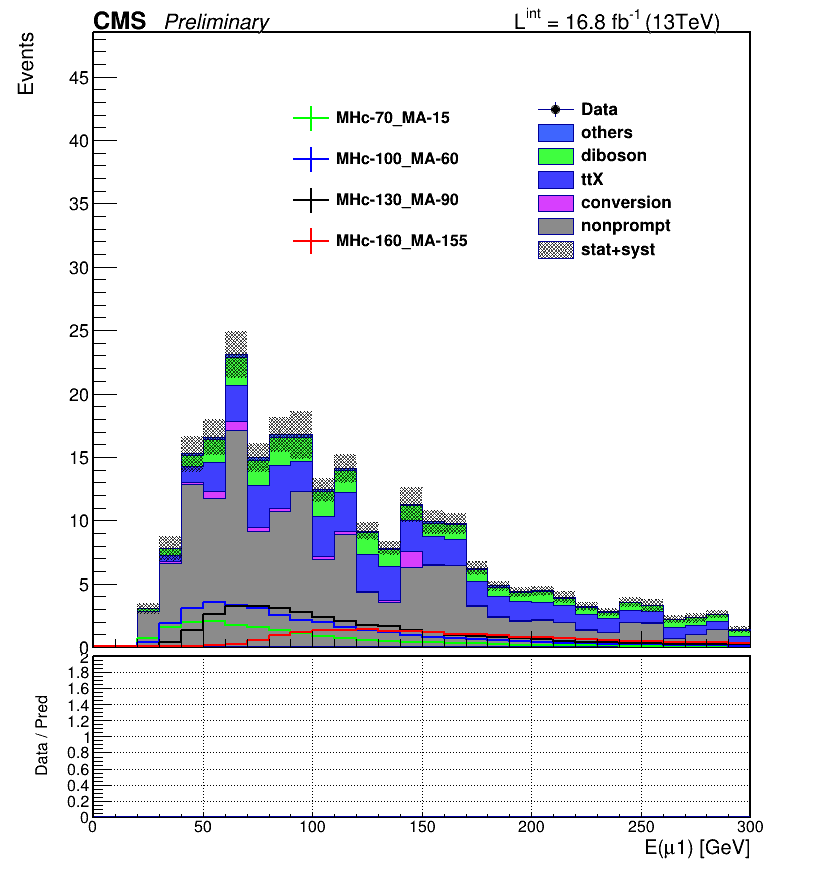 CMS Preliminary L^int = 16.8 fb^-1 (13TeV)
Events
45
40
35
30
25
20
15
10
5
0
MHc-70_MA-15
MHc-100_MA-60
MHc-130_MA-90
MHc-160_MA-155
Data
others
diboson
ttX
conversion
nonprompt
stat+syst
Data / Pred
2
1.8
1.6
1.4
1.2
1
0.8
0.6
0.4
0.2
0
0 50 100 150 200 250 300
E(μ1) [GeV]